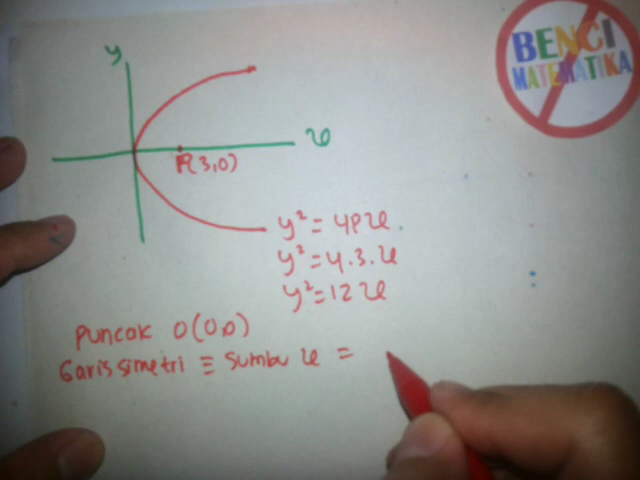 BENCI
MATEMATIKA
y
x
F(3,0)
y² = 4px.
y² = 4.3.x
y² = 12x
Puncak O(0,0)
Garis simetri ≡ Sumbu x =